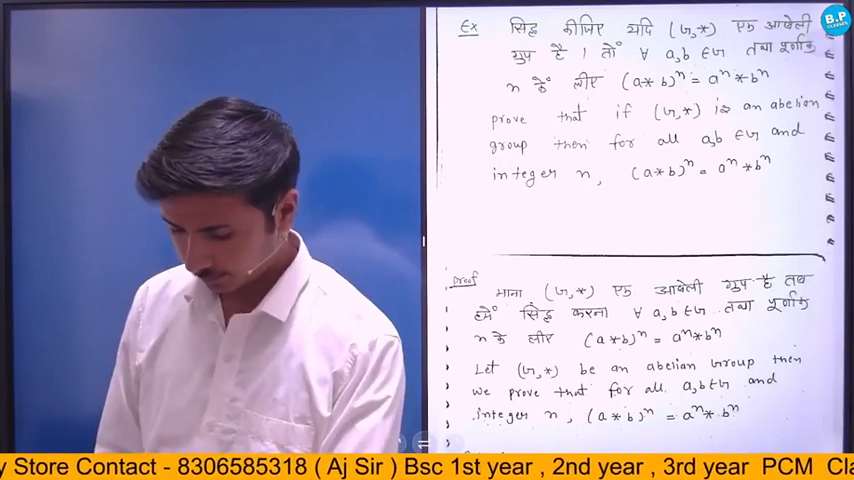 Ex सिद्ध कीजिए यदि (G,*) एक आबेली
ग्रुप है । तो ∀ a,b ∈ G तथा पूर्णांक
n के लिए (a*b)ⁿ = aⁿ*bⁿ
prove that if (G,*) is an abelian
group then for all a,b ∈ G and
integer n, (a*b)ⁿ = aⁿ*bⁿ
Proof माना (G,*) एक आबेली ग्रुप है तथा
हमें सिद्ध करना ∀ a,b ∈ G तथा पूर्णांक
n के लिए (a*b)ⁿ = aⁿ*bⁿ
Let (G,*) be an abelian Group then
we prove that for all a,b ∈ G and
integer n, (a*b)ⁿ = aⁿ*bⁿ
B.P
CLASSES
y Store Contact - 8306585318 ( Aj Sir ) Bsc 1st year , 2nd year , 3rd year PCM Cla